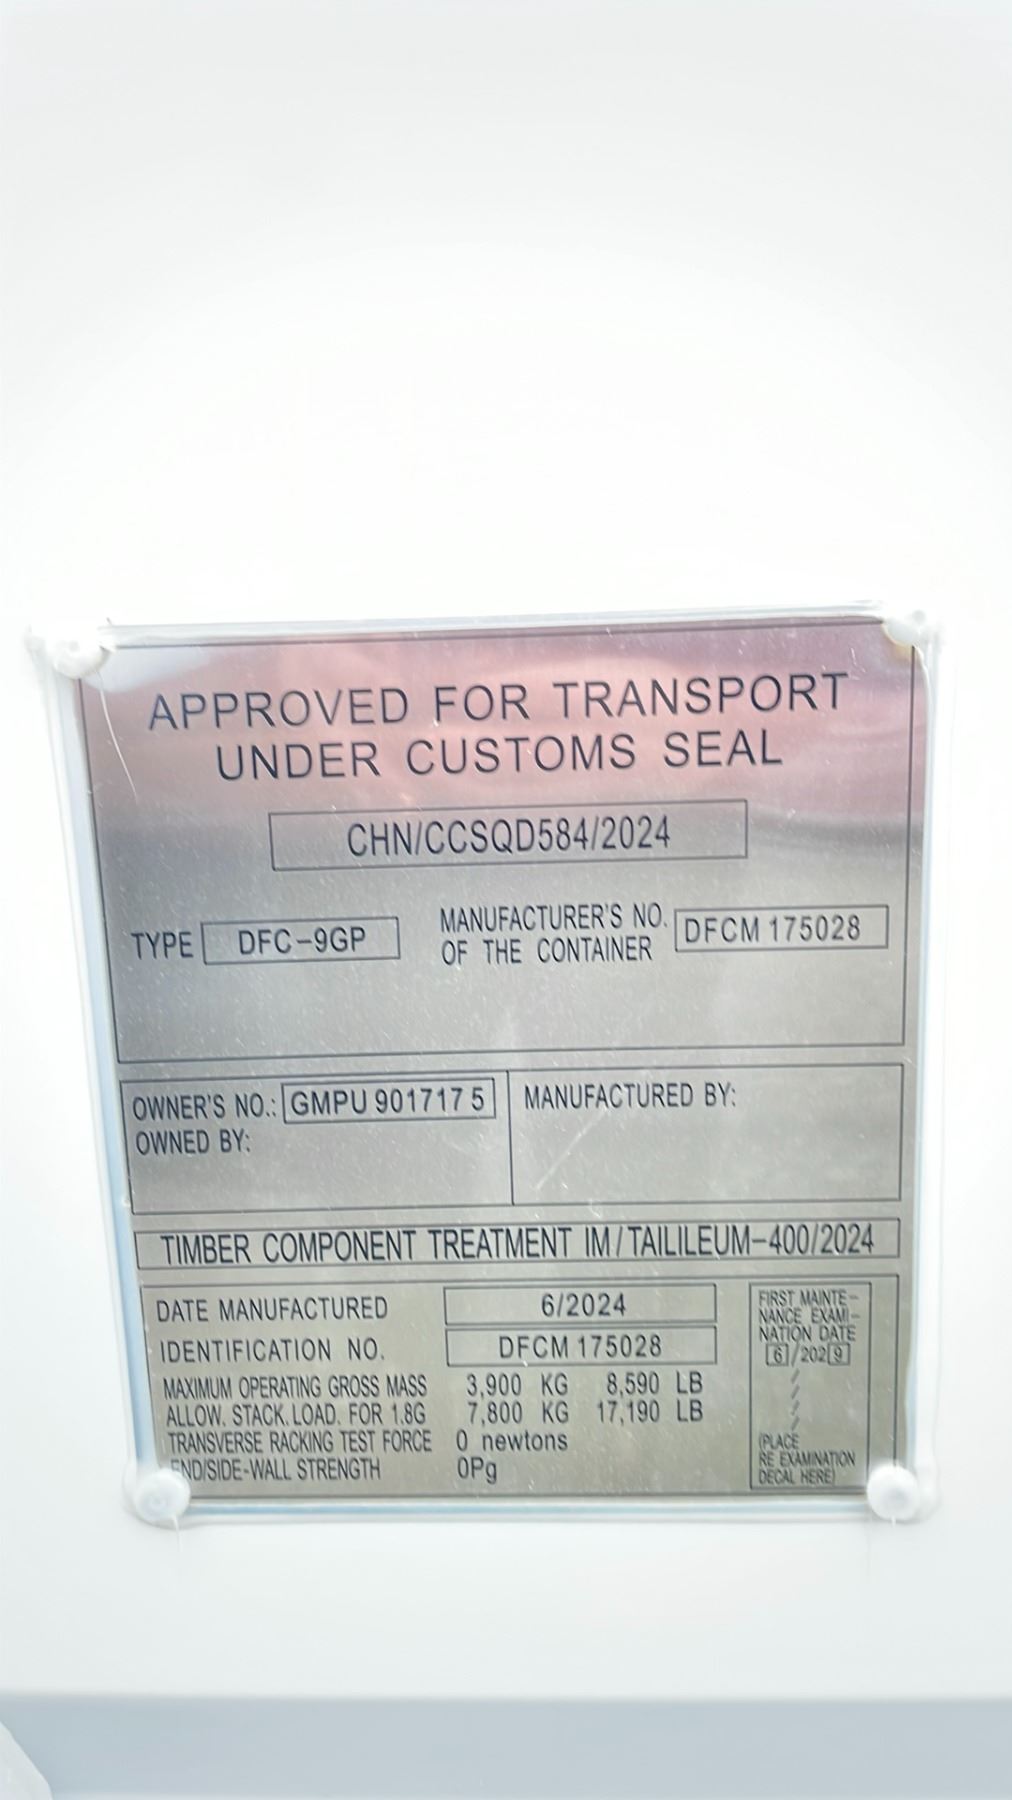 APPROVED FOR TRANSPORT
UNDER CUSTOMS SEAL
CHN/CCSQD584/2024
TYPE DFC-9GP
MANUFACTURER'S NO.
OF THE CONTAINER
DFCM 175028
OWNER'S NO.: GMPU 901717 5
OWNED BY:
MANUFACTURED BY:
TIMBER COMPONENT TREATMENT IM/TAILILEUM-400/2024
DATE MANUFACTURED 6/2024
IDENTIFICATION NO. DFCM 175028
MAXIMUM OPERATING GROSS MASS 3,900 KG 8,590 LB
ALLOW. STACK. LOAD. FOR 1.8G 7,800 KG 17,190 LB
TRANSVERSE RACKING TEST FORCE 0 newtons
END/SIDE-WALL STRENGTH 0Pg
FIRST MAINTE-
NANCE EXAMI-
NATION DATE
6/2029
(PLACE
RE EXAMINATION
DECAL HERE)